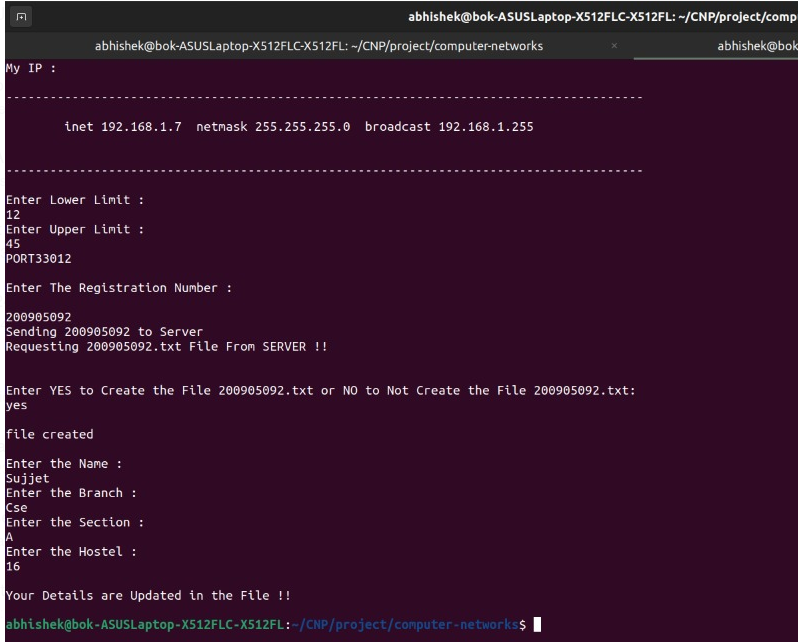 abhishek@bok-ASUSLaptop-X512FLC-X512FL: ~/CNP/project/comp
abhishek@bok-ASUSLaptop-X512FLC-X512FL: ~/CNP/project/computer-networks × abhishek@bok
My IP :
----------------------------------------------------------------------------------------
inet 192.168.1.7  netmask 255.255.255.0  broadcast 192.168.1.255
----------------------------------------------------------------------------------------
Enter Lower Limit :
12
Enter Upper Limit :
45
PORT33012
Enter The Registration Number :
200905092
Sending 200905092 to Server
Requesting 200905092.txt File From SERVER !!
Enter YES to Create the File 200905092.txt or NO to Not Create the File 200905092.txt:
yes
file created
Enter the Name :
Sujjet
Enter the Branch :
Cse
Enter the Section :
A
Enter the Hostel :
16
Your Details are Updated in the File !!
abhishek@bok-ASUSLaptop-X512FLC-X512FL:~/CNP/project/computer-networks$